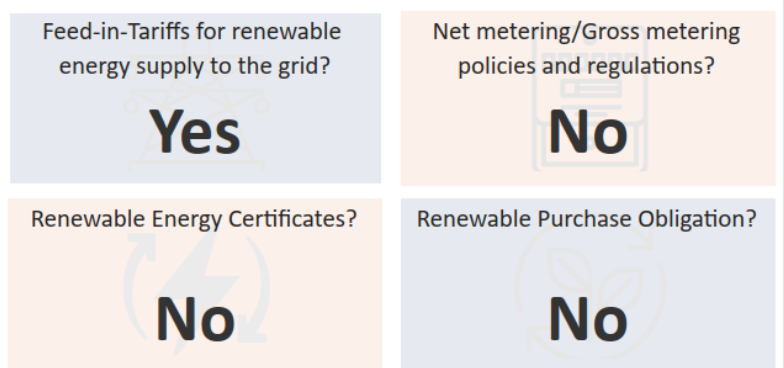 Feed-in-Tariffs for renewable
energy supply to the grid?
Yes
Net metering/Gross metering
policies and regulations?
No
Renewable Energy Certificates?
No
Renewable Purchase Obligation?
No